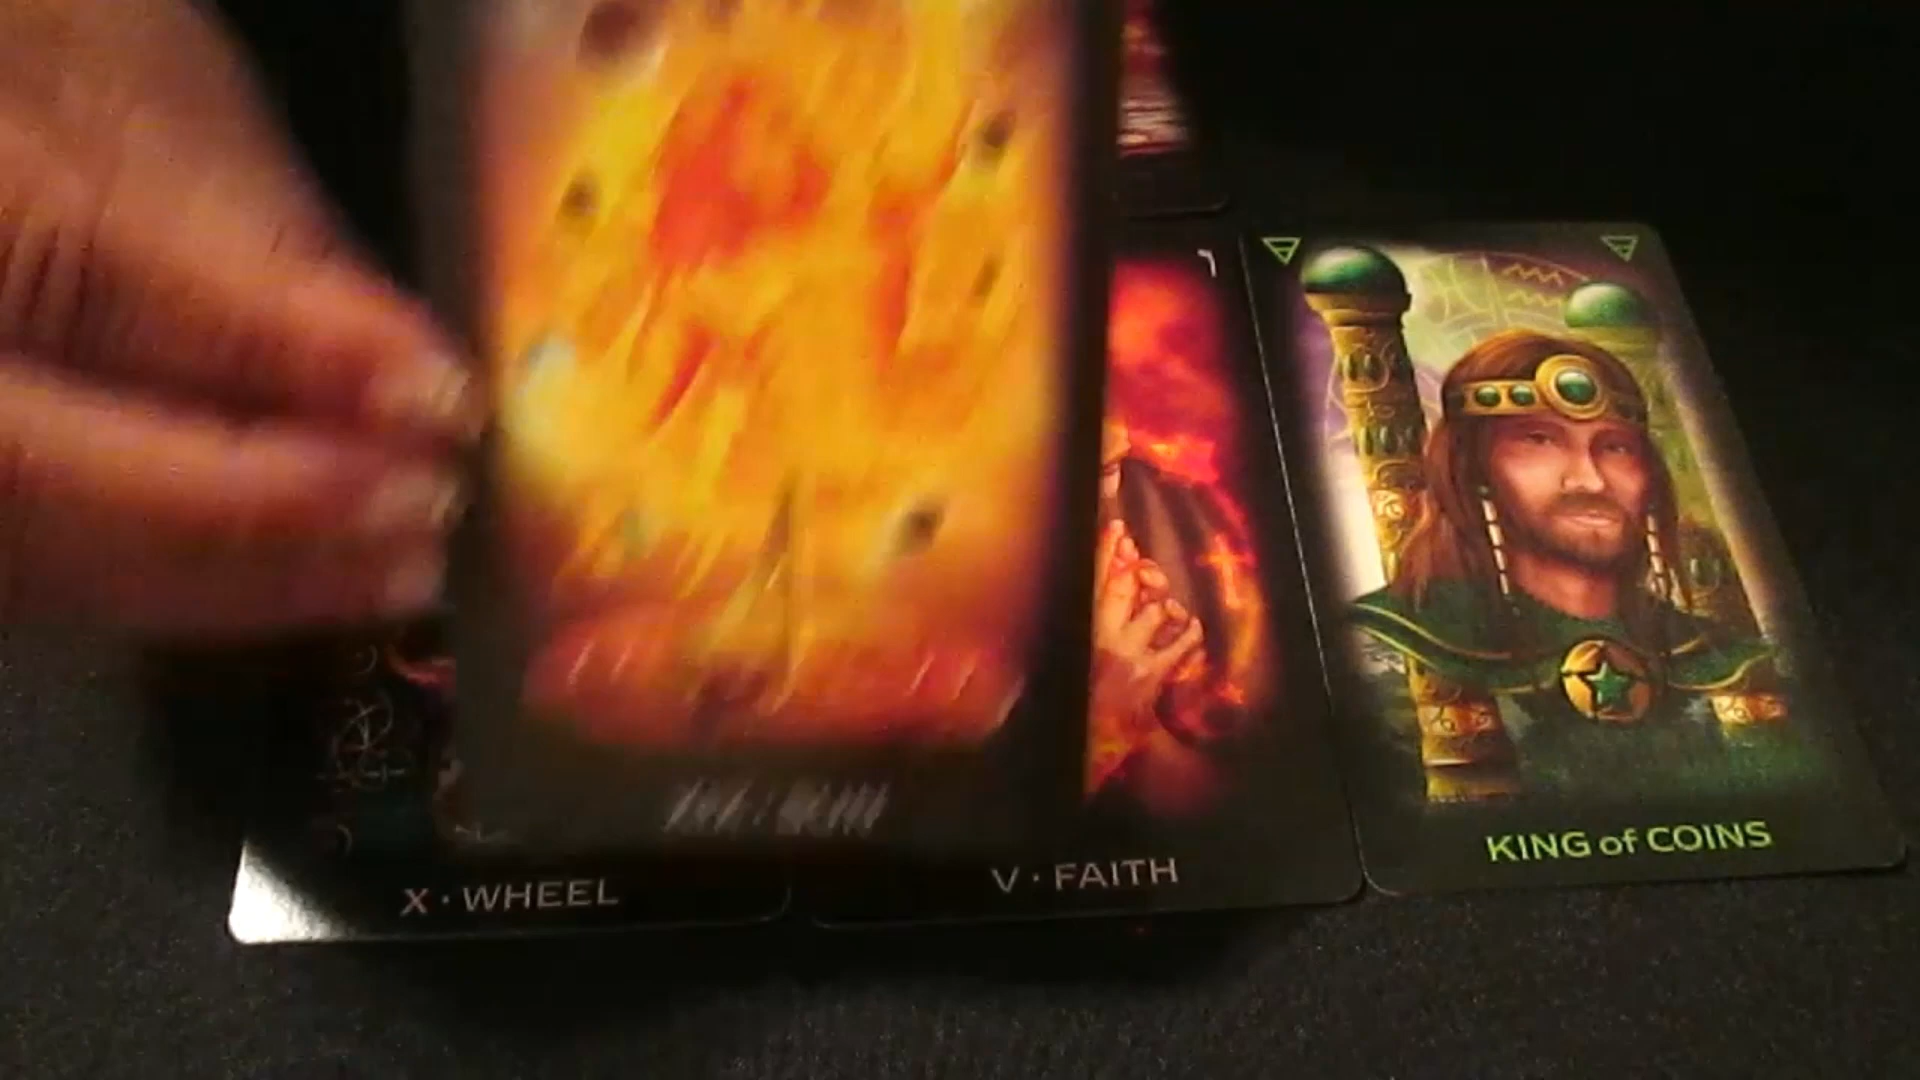 X · WHEEL
V · FAITH
KING of COINS